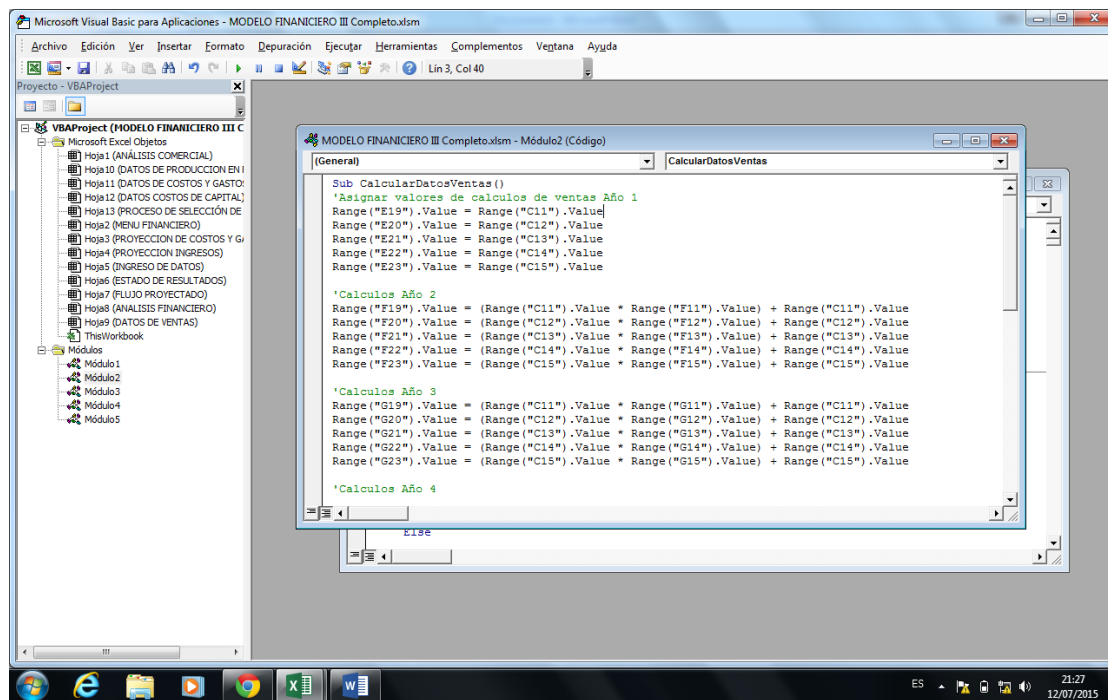 Microsoft Visual Basic para Aplicaciones - MODELO FINANICIERO III Completo.xlsm
Archivo Edición Ver Insertar Formato Depuración Ejecutar Herramientas Complementos Ventana Ayuda
Lín 3, Col 40
Proyecto - VBAProject
VBAProject (MODELO FINANICIERO III C
Microsoft Excel Objetos
Hoja1 (ANÁLISIS COMERCIAL)
Hoja10 (DATOS DE PRODUCCION EN
Hoja11 (DATOS DE COSTOS Y GASTO
Hoja12 (DATOS COSTOS DE CAPITAL)
Hoja13 (PROCESO DE SELECCIÓN DE
Hoja2 (MENU FINANCIERO)
Hoja3 (PROYECCION DE COSTOS Y G
Hoja4 (PROYECCION INGRESOS)
Hoja5 (INGRESO DE DATOS)
Hoja6 (ESTADO DE RESULTADOS)
Hoja7 (FLUJO PROYECTADO)
Hoja8 (ANALISIS FINANCIERO)
Hoja9 (DATOS DE VENTAS)
ThisWorkbook
Módulos
Módulo1
Módulo2
Módulo3
Módulo4
Módulo5
MODELO FINANICIERO III Completo.xlsm - Módulo2 (Código)
(General)
CalcularDatosVentas
Sub CalcularDatosVentas()
'Asignar valores de calculos de ventas Año 1
Range("E19").Value = Range("C11").Value
Range("E20").Value = Range("C12").Value
Range("E21").Value = Range("C13").Value
Range("E22").Value = Range("C14").Value
Range("E23").Value = Range("C15").Value
'Calculos Año 2
Range("F19").Value = (Range("C11").Value * Range("F11").Value) + Range("C11").Value
Range("F20").Value = (Range("C12").Value * Range("F12").Value) + Range("C12").Value
Range("F21").Value = (Range("C13").Value * Range("F13").Value) + Range("C13").Value
Range("F22").Value = (Range("C14").Value * Range("F14").Value) + Range("C14").Value
Range("F23").Value = (Range("C15").Value * Range("F15").Value) + Range("C15").Value
'Calculos Año 3
Range("G19").Value = (Range("C11").Value * Range("G11").Value) + Range("C11").Value
Range("G20").Value = (Range("C12").Value * Range("G12").Value) + Range("C12").Value
Range("G21").Value = (Range("C13").Value * Range("G13").Value) + Range("C13").Value
Range("G22").Value = (Range("C14").Value * Range("G14").Value) + Range("C14").Value
Range("G23").Value = (Range("C15").Value * Range("G15").Value) + Range("C15").Value
'Calculos Año 4
Else
ES
21:27
12/07/2015